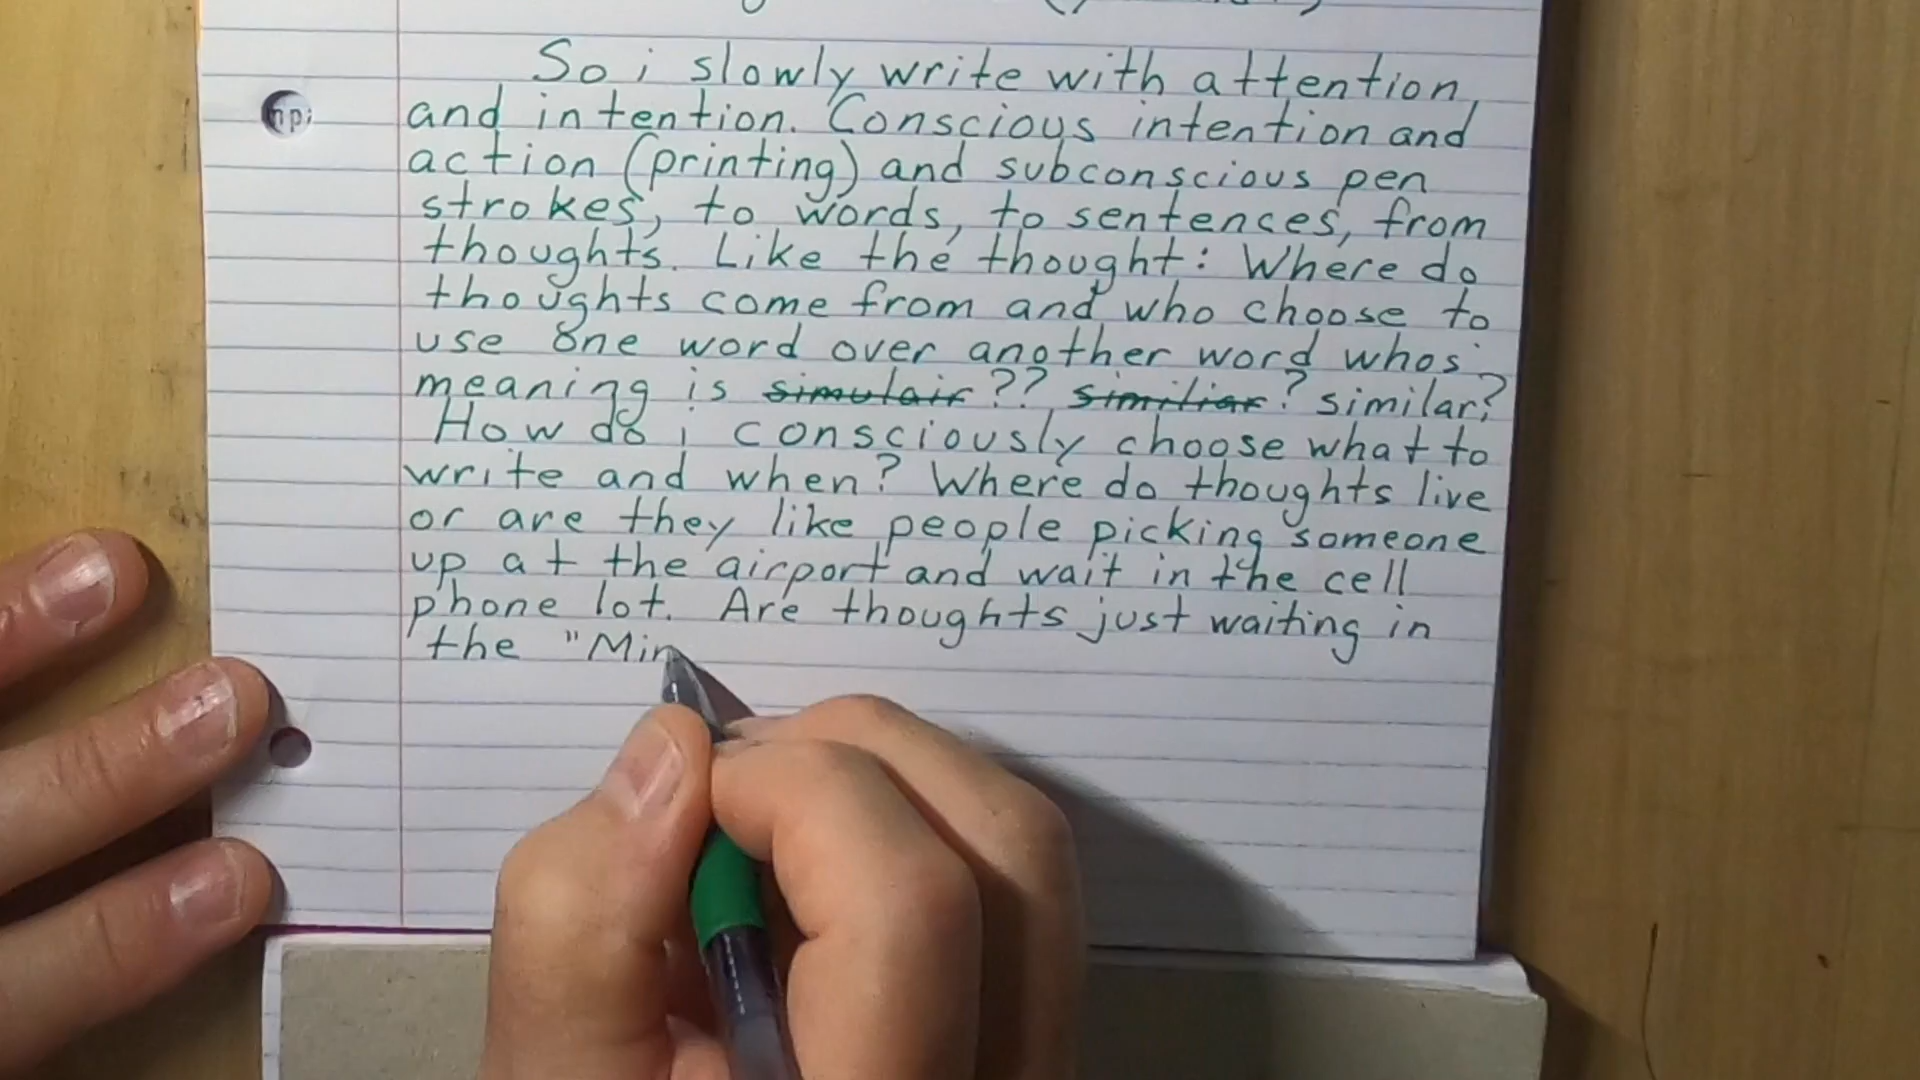 So i slowly write with attention,
and intention. Conscious intention and
action (printing) and subconscious pen
strokes, to words, to sentences, from
thoughts. Like the thought: Where do
thoughts come from and who choose to
use one word over another word whos
meaning is simulair?? similiar? similar?
How do i consciously choose what to
write and when? Where do thoughts live
or are they like people picking someone
up at the airport and wait in the cell
phone lot. Are thoughts just waiting in
the "Min